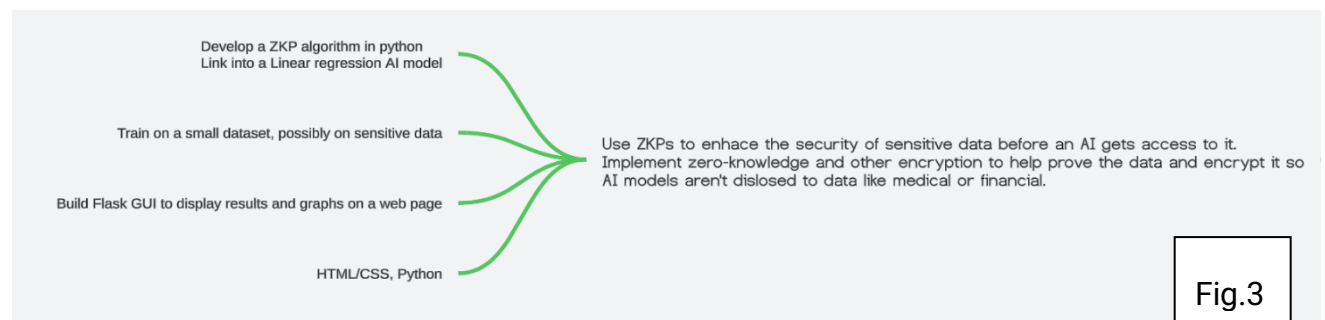 Develop a ZKP algorithm in python
Link into a Linear regression AI model
Train on a small dataset, possibly on sensitive data
Build Flask GUI to display results and graphs on a web page
HTML/CSS, Python
Use ZKPs to enhace the security of sensitive data before an AI gets access to it.
Implement zero-knowledge and other encryption to help prove the data and encrypt it so
AI models aren't dislosed to data like medical or financial.
Fig.3